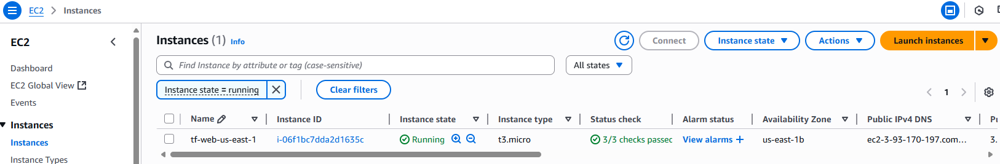 EC2 > Instances
EC2
Dashboard
EC2 Global View
Events
Instances
Instances
Instance Types
Instances (1) Info
Connect
Instance state
Actions
Launch instances
Find Instance by attribute or tag (case-sensitive)
All states
Instance state = running
Clear filters
1
Name Instance ID Instance state Instance type Status check Alarm status Availability Zone Public IPv4 DNS
tf-web-us-east-1 i-06f1bc7dda2d1635c Running t3.micro 3/3 checks passec View alarms + us-east-1b ec2-3-93-170-197.com... 3.